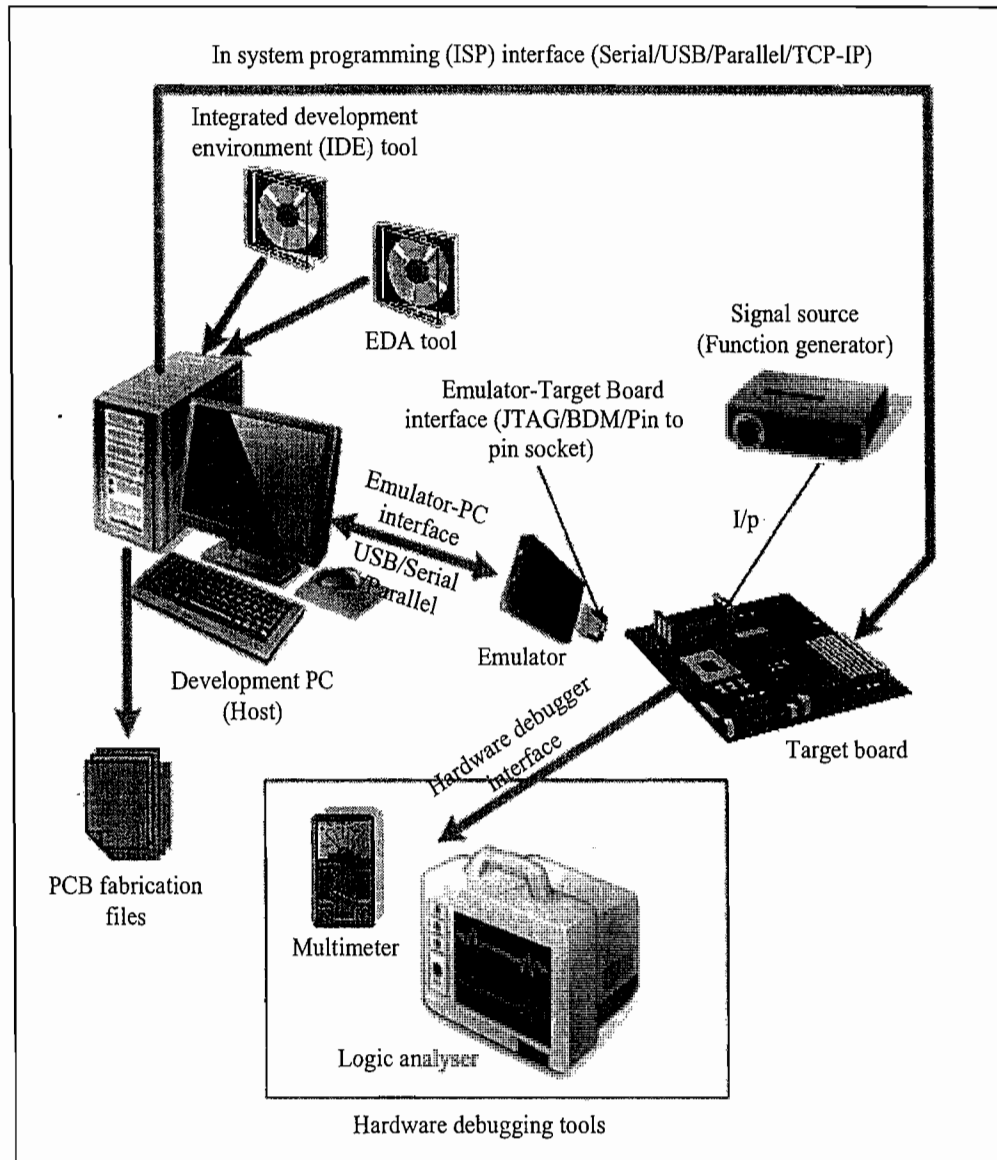 In system programming (ISP) interface (Serial/USB/Parallel/TCP-IP)
Integrated development
environment (IDE) tool
EDA tool
Signal source
(Function generator)
Emulator-Target Board
interface (JTAG/BDM/Pin to
pin socket)
I/p
Emulator-PC
interface
USB/Serial
/Parallel
Emulator
Development PC
(Host)
Target board
Hardware debugger
interface
PCB fabrication
files
Multimeter
Logic analyser
Hardware debugging tools